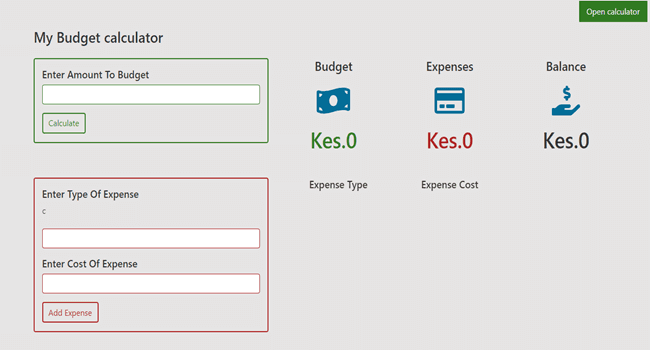 Open calculator
My Budget calculator
Enter Amount To Budget
Calculate
Budget
Expenses
Balance
Kes.0
Kes.0
Kes.0
Enter Type Of Expense
c
Enter Cost Of Expense
Add Expense
Expense Type
Expense Cost